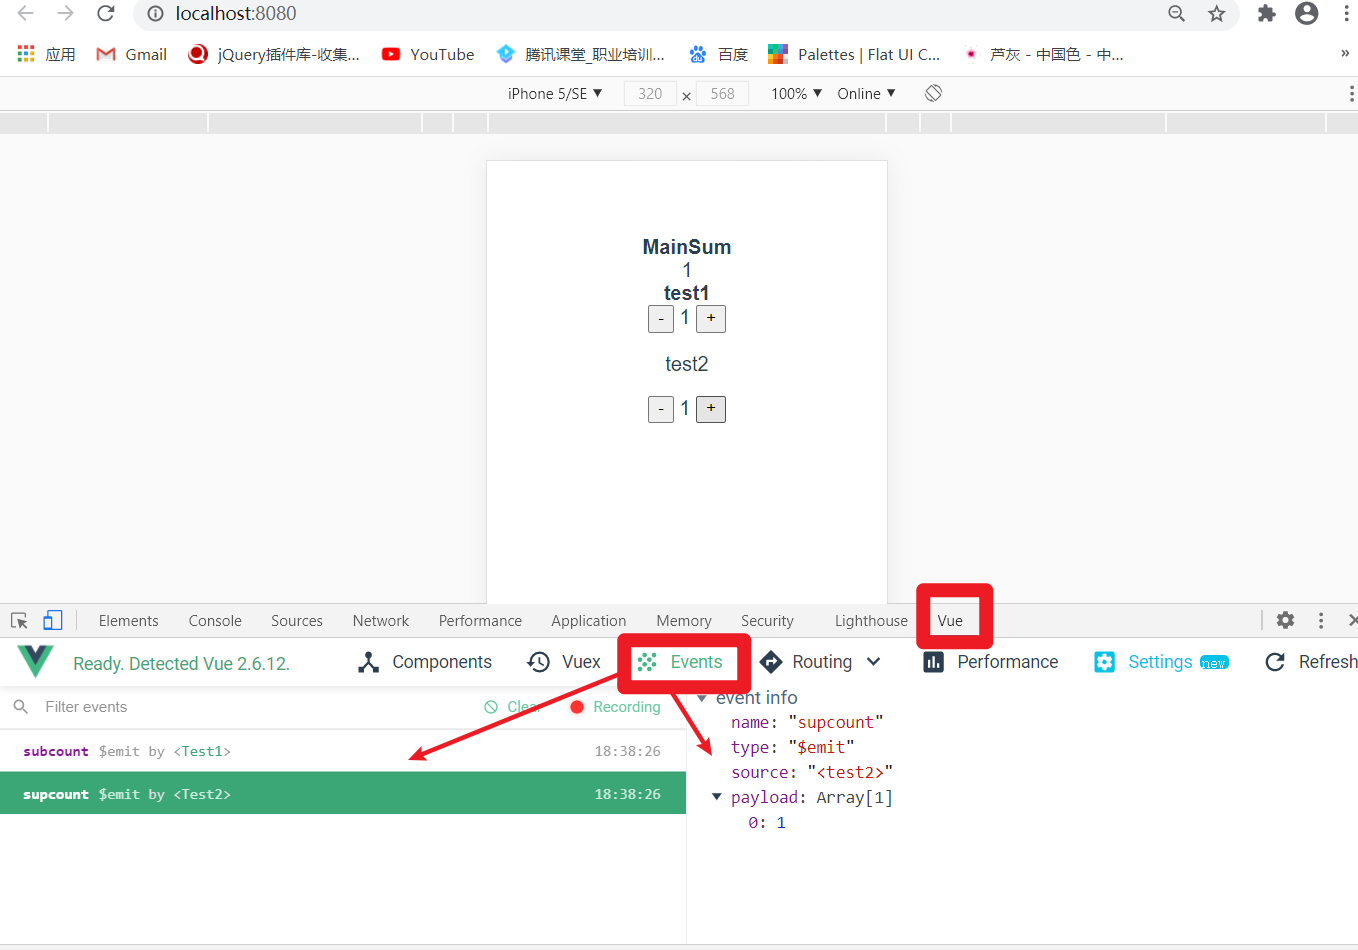 localhost:8080
应用 Gmail jQuery插件库-收集... YouTube 腾讯课堂_职业培训... 百度 Palettes | Flat UI C... 芦灰 - 中国色 - 中... »
iPhone 5/SE ▼ 320 × 568 100% ▼ Online ▼
MainSum
1
test1
- 1 +
test2
- 1 +
Elements Console Sources Network Performance Application Memory Security Lighthouse Vue
Ready. Detected Vue 2.6.12. Components Vuex Events Routing Performance Settings new Refresh
Filter events Clear Recording
subcount $emit by <Test1> 18:38:26
supcount $emit by <Test2> 18:38:26
event info
name: "supcount"
type: "$emit"
source: "<test2>"
payload: Array[1]
0: 1